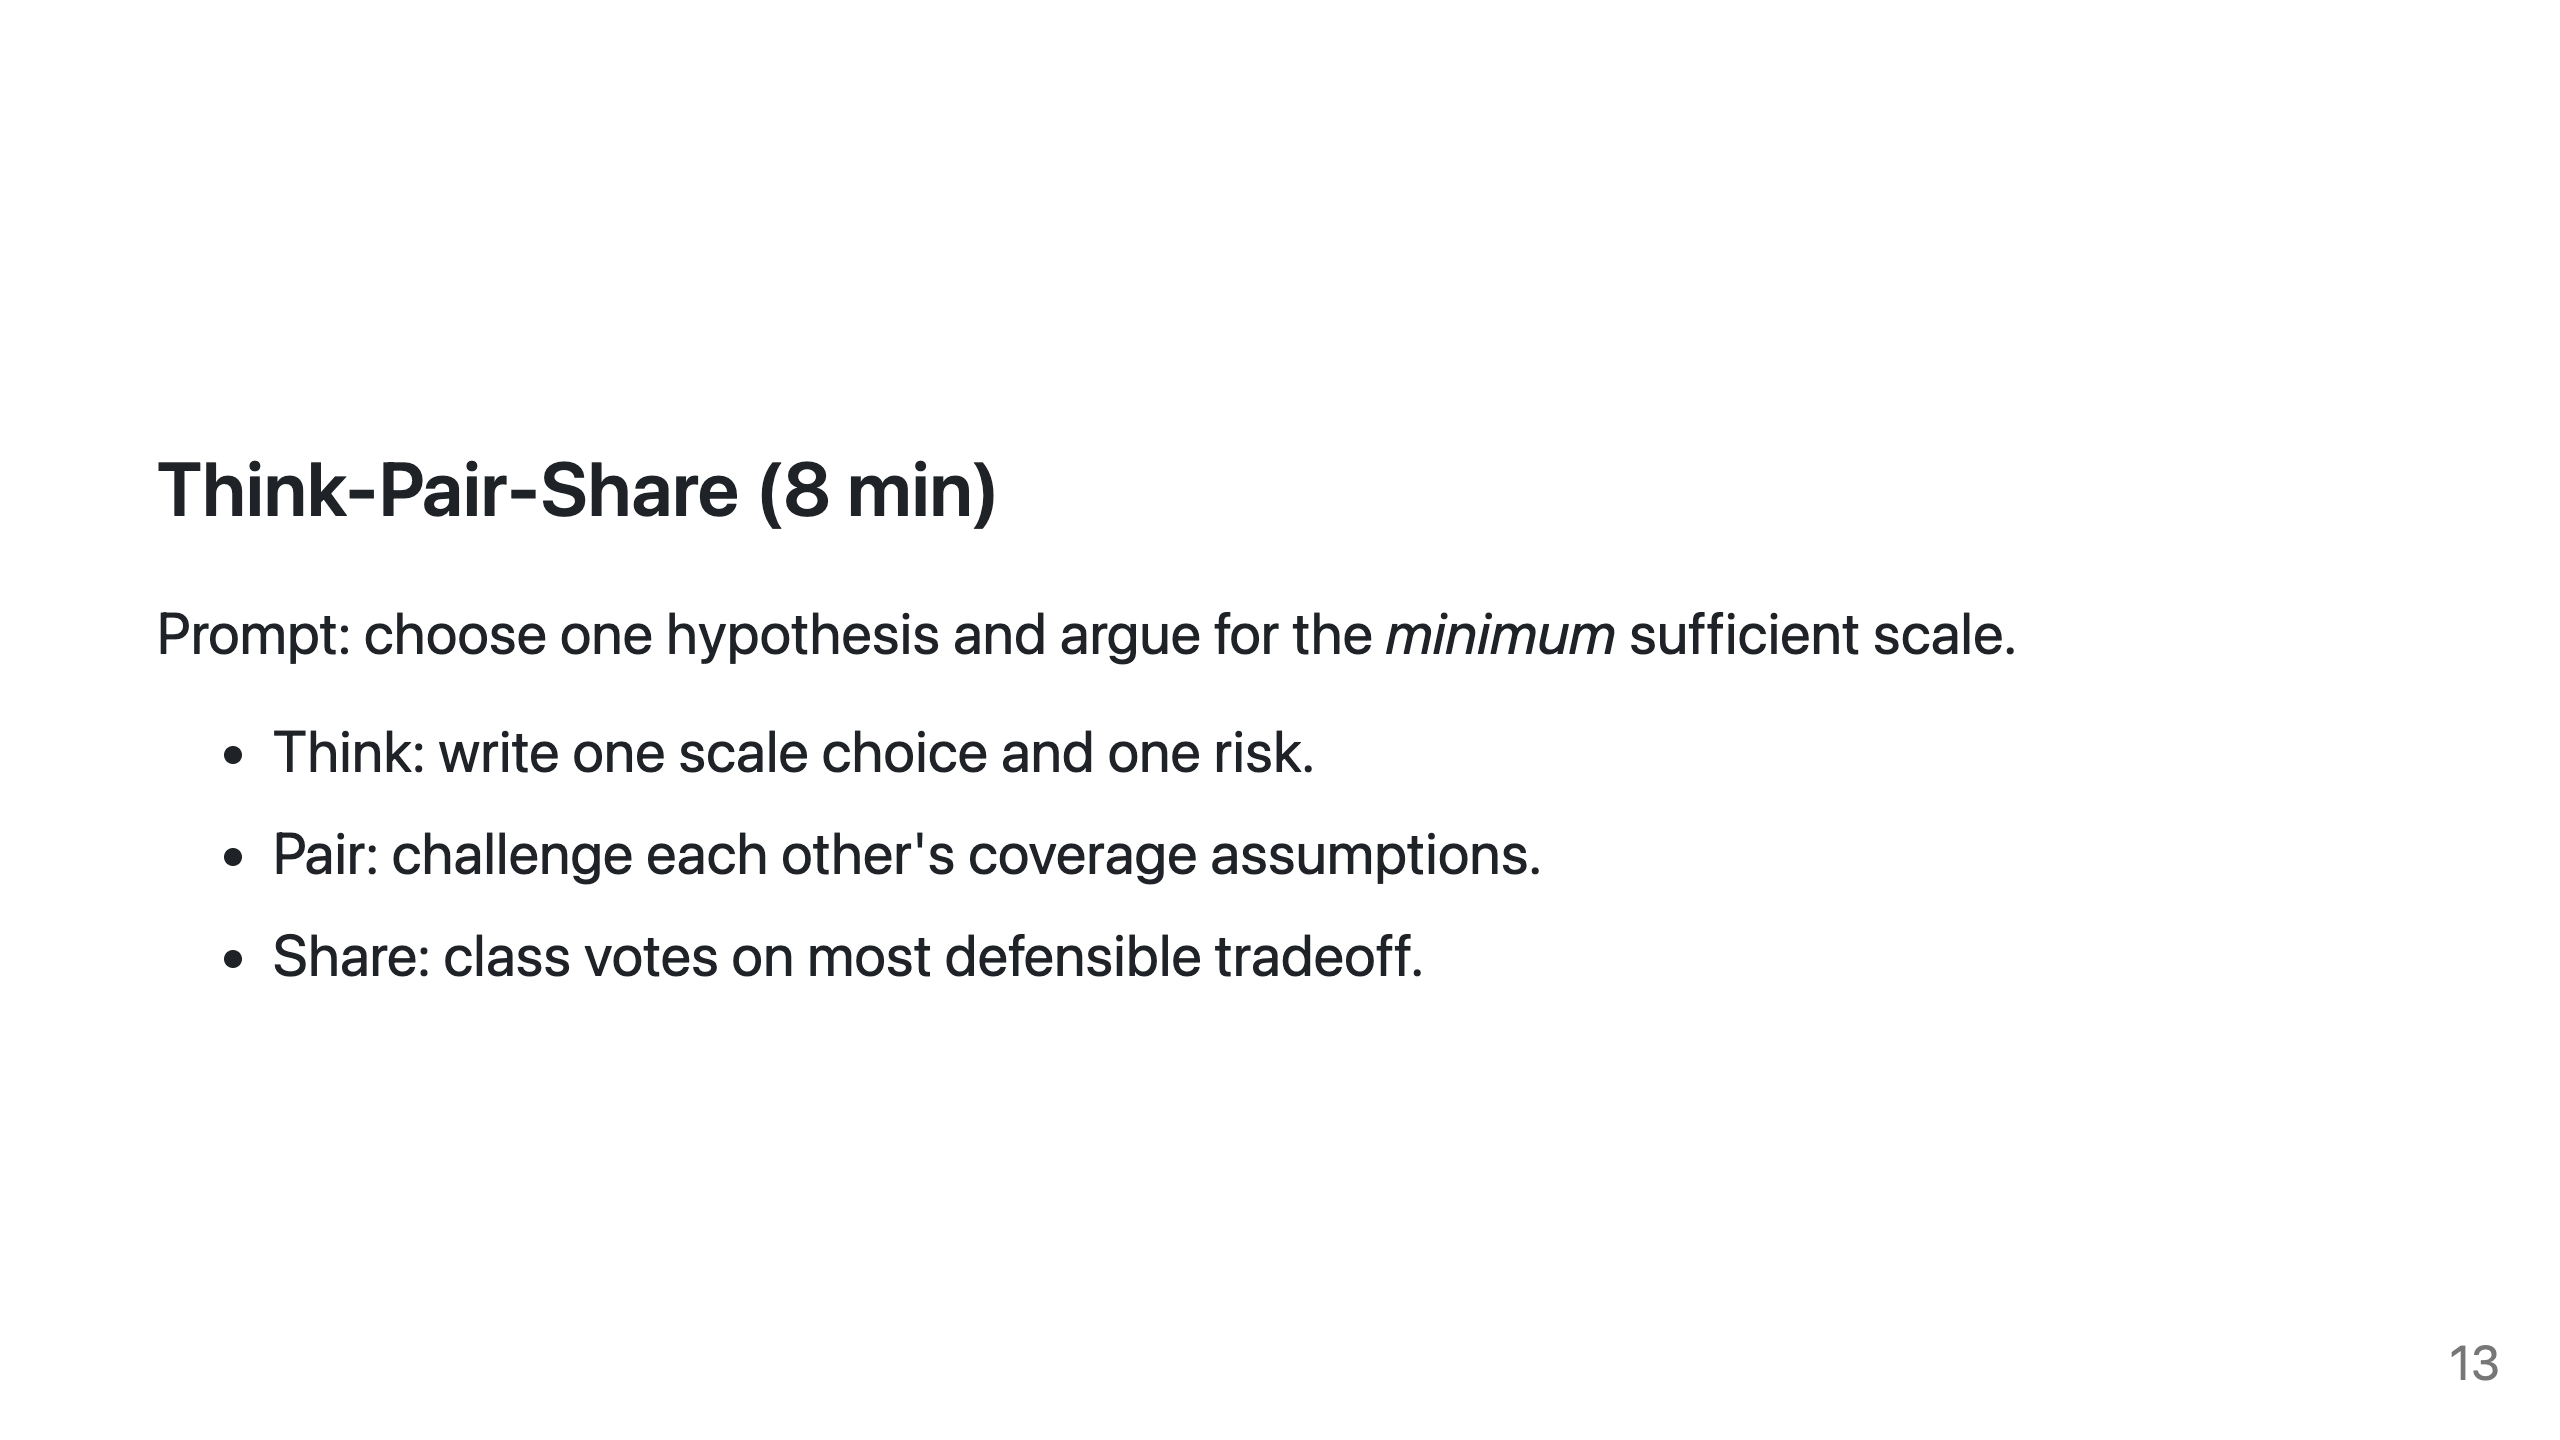 Think-Pair-Share (8 min)
Prompt: choose one hypothesis and argue for the minimum sufficient scale.
• Think: write one scale choice and one risk.
• Pair: challenge each other's coverage assumptions.
• Share: class votes on most defensible tradeoff.
13